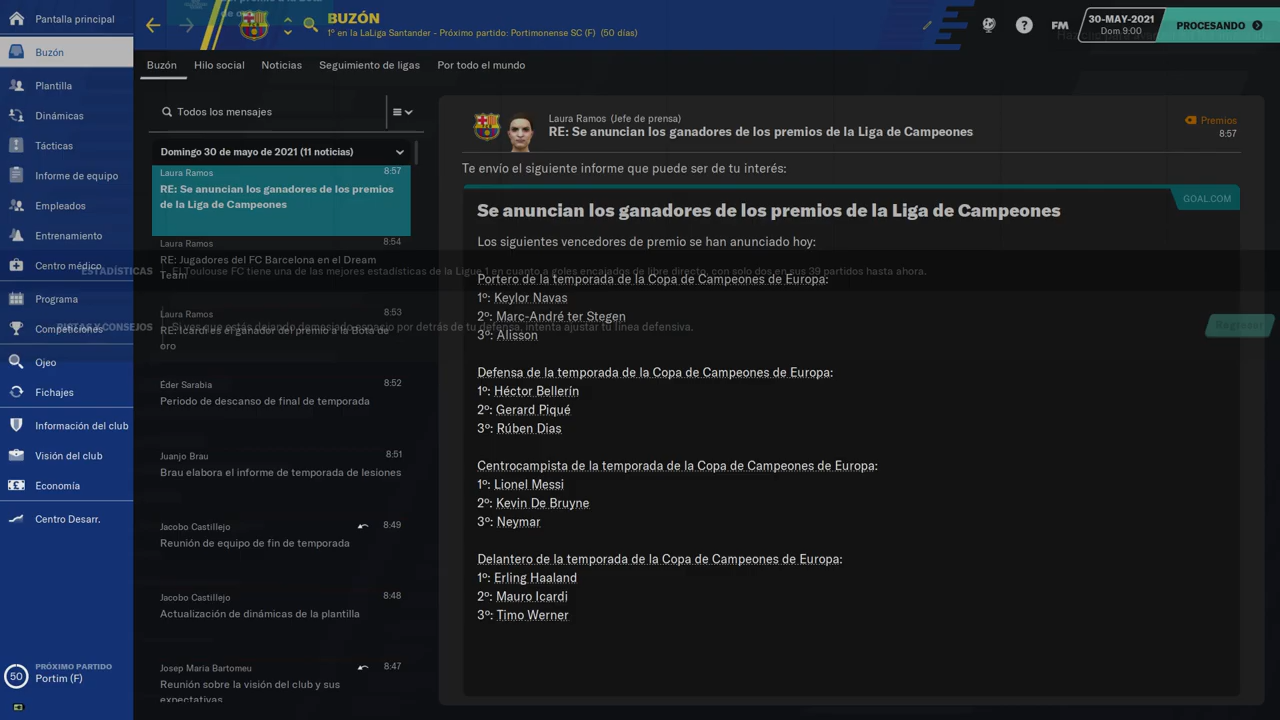 Pantalla principal
Buzón
Plantilla
Dinámicas
Tácticas
Informe de equipo
Empleados
Entrenamiento
Centro médico
Programa
Competiciones
Ojeo
Fichajes
Información del club
Visión del club
Economía
Centro Desarr.
50
PRÓXIMO PARTIDO
Portim (F)
BUZÓN
1º en la LaLiga Santander - Próximo partido: Portimonense SC (F) (50 días)
FM
30-MAY-2021
Dom 9:00
PROCESANDO
Buzón
Hilo social
Noticias
Seguimiento de ligas
Por todo el mundo
Todos los mensajes
Domingo 30 de mayo de 2021 (11 noticias)
Laura Ramos 8:57
RE: Se anuncian los ganadores de los premios
de la Liga de Campeones
Laura Ramos 8:54
RE: Jugadores del FC Barcelona en el Dream
Team
Laura Ramos 8:53
RE: Icardi es el ganador del premio a la Bota de
oro
Éder Sarabia 8:52
Periodo de descanso de final de temporada
Juanjo Brau 8:51
Brau elabora el informe de temporada de lesiones
Jacobo Castillejo 8:49
Reunión de equipo de fin de temporada
Jacobo Castillejo 8:48
Actualización de dinámicas de la plantilla
Josep Maria Bartomeu 8:47
Reunión sobre la visión del club y sus
expectativas
Laura Ramos (Jefe de prensa)
RE: Se anuncian los ganadores de los premios de la Liga de Campeones
Premios
8:57
Te envío el siguiente informe que puede ser de tu interés:
GOAL.COM
Se anuncian los ganadores de los premios de la Liga de Campeones
Los siguientes vencedores de premio se han anunciado hoy:
ESTADÍSTICAS El Toulouse FC tiene una de las mejores estadísticas de la Ligue 1 en cuanto a goles encajados de libre directo, con solo dos en sus 39 partidos hasta ahora.
Portero de la temporada de la Copa de Campeones de Europa:
1º: Keylor Navas
2º: Marc-André ter Stegen
PISTAS Y CONSEJOS Si ves que estás dejando demasiado espacio por detrás de tu defensa, intenta ajustar tu línea defensiva.
Regresar
3º: Alisson
Defensa de la temporada de la Copa de Campeones de Europa:
1º: Héctor Bellerín
2º: Gerard Piqué
3º: Rúben Dias
Centrocampista de la temporada de la Copa de Campeones de Europa:
1º: Lionel Messi
2º: Kevin De Bruyne
3º: Neymar
Delantero de la temporada de la Copa de Campeones de Europa:
1º: Erling Haaland
2º: Mauro Icardi
3º: Timo Werner